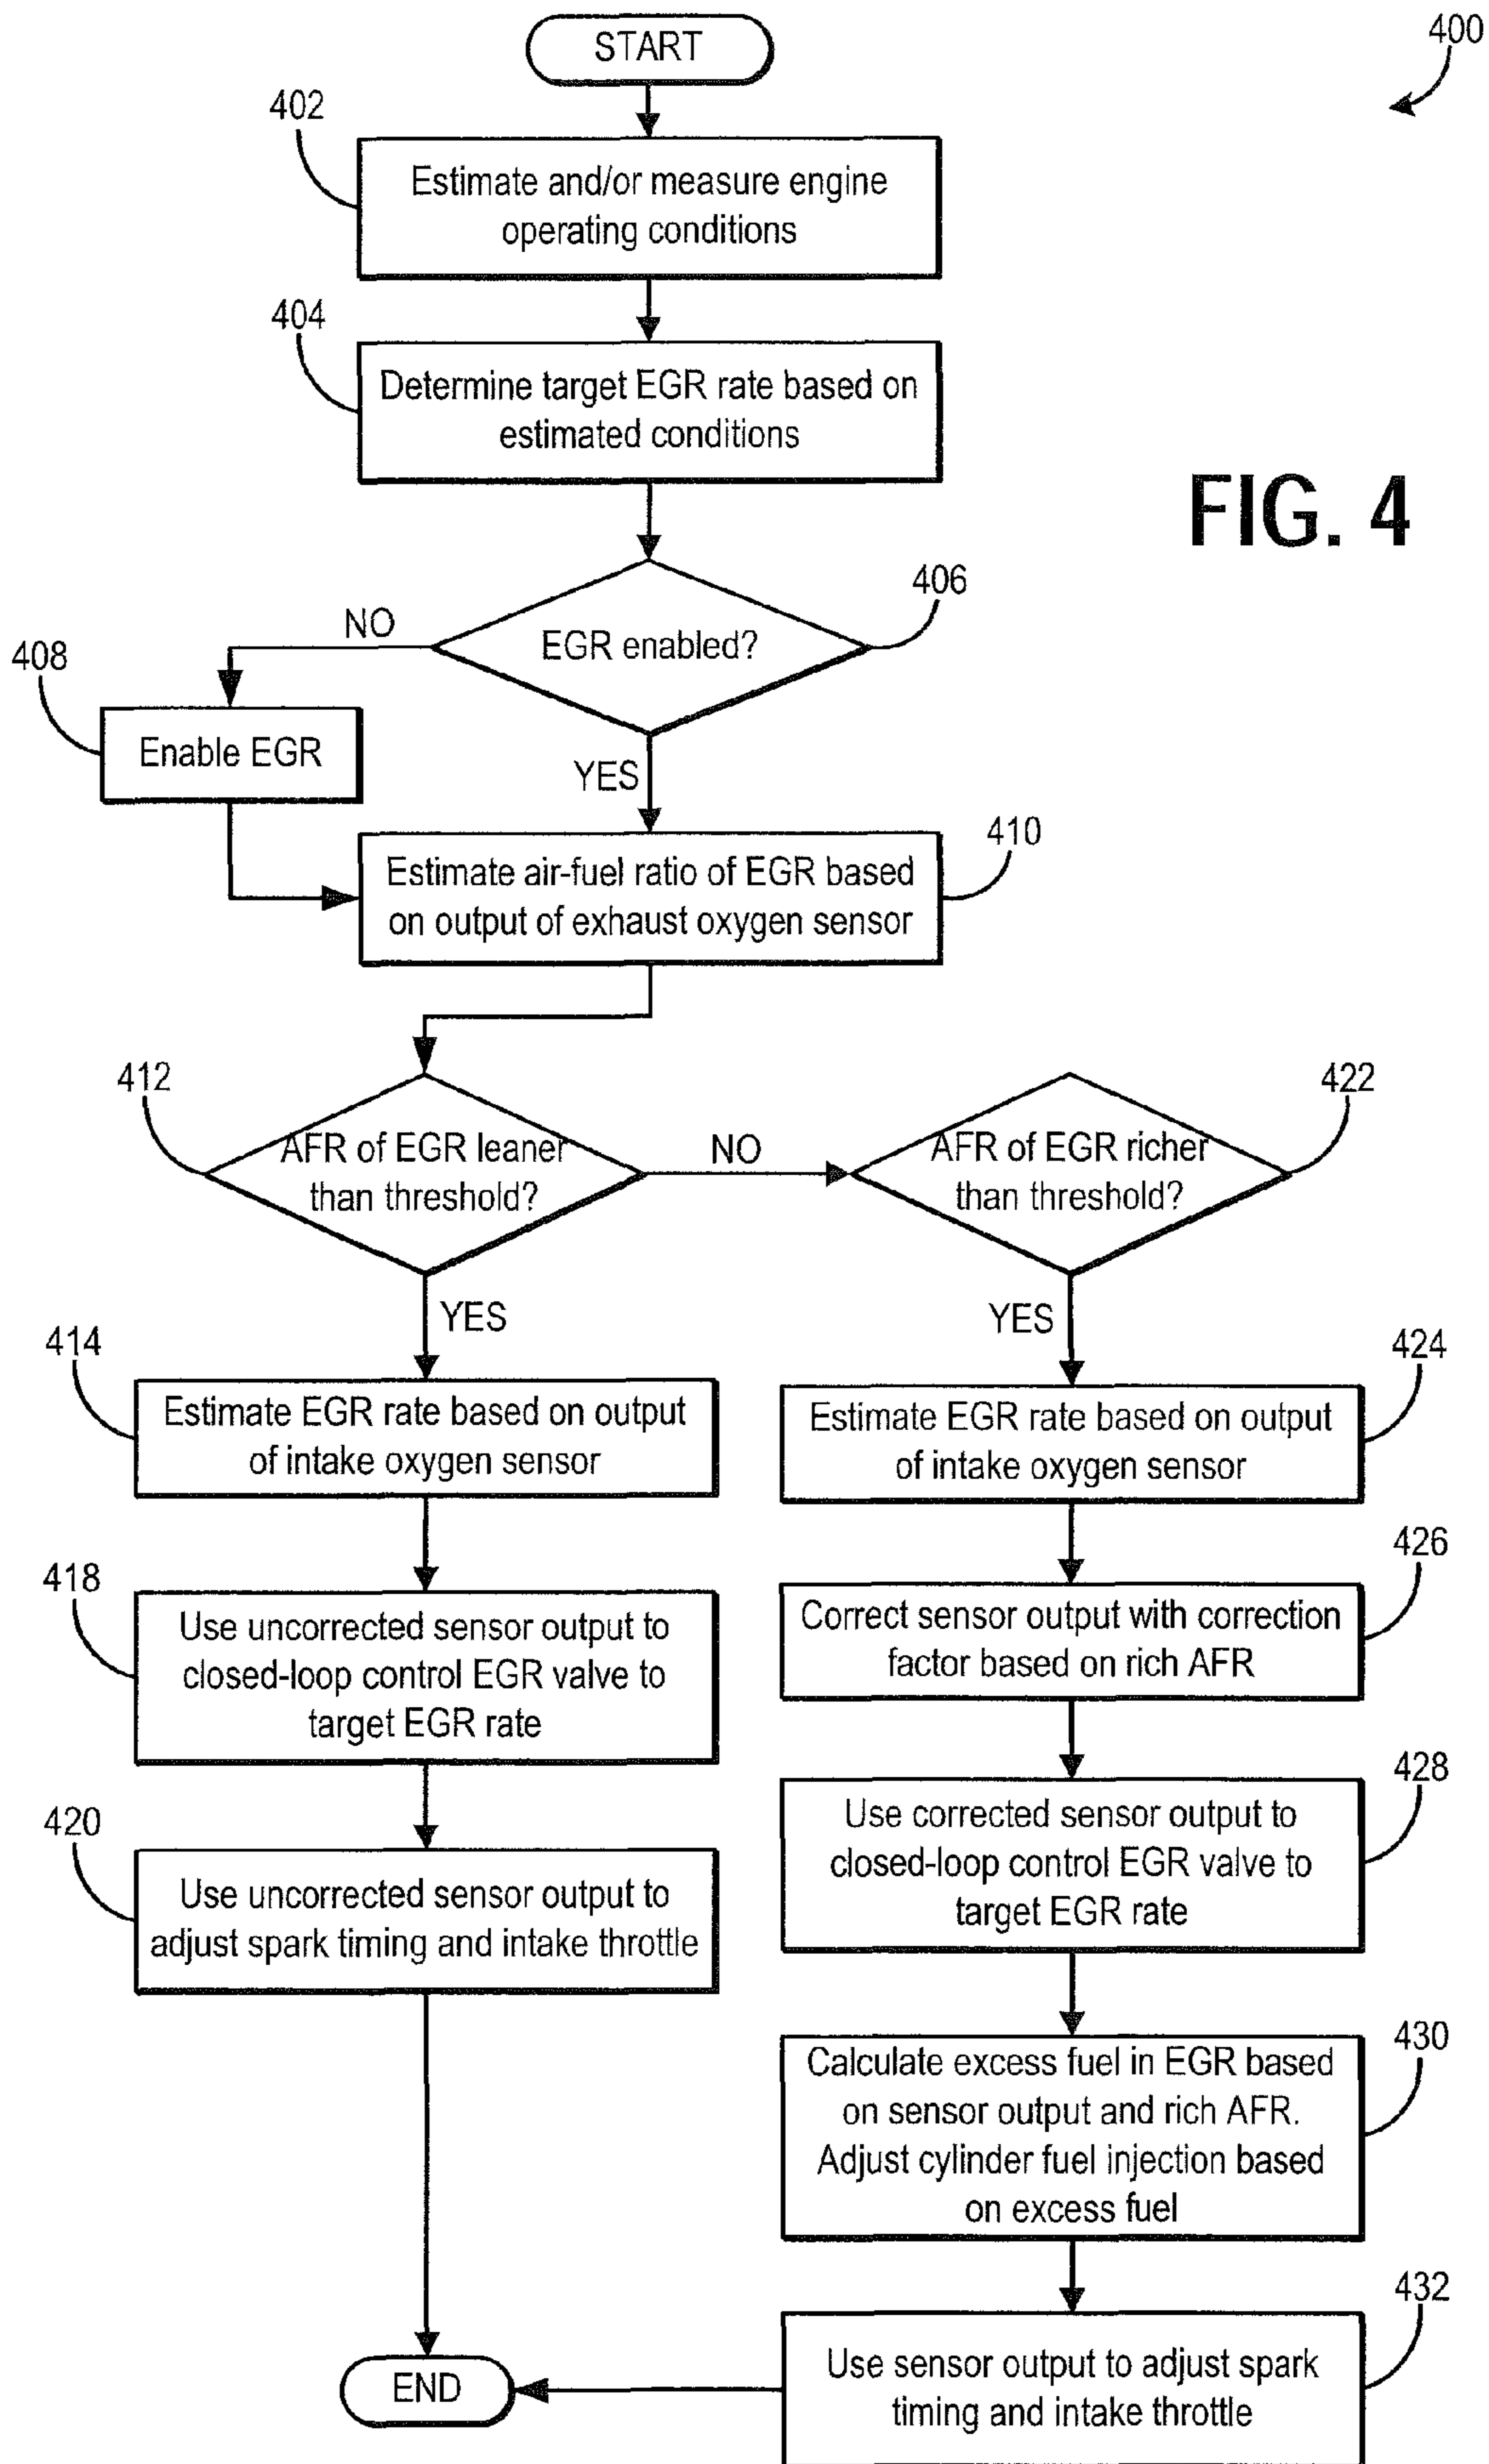 START
400
402
Estimate and/or measure engine
operating conditions
404
Determine target EGR rate based on
estimated conditions
FIG. 4
406
EGR enabled?
NO
408
Enable EGR
YES
410
Estimate air-fuel ratio of EGR based
on output of exhaust oxygen sensor
412
AFR of EGR leaner
than threshold?
NO
422
AFR of EGR richer
than threshold?
YES
414
Estimate EGR rate based on output
of intake oxygen sensor
418
Use uncorrected sensor output to
closed-loop control EGR valve to
target EGR rate
420
Use uncorrected sensor output to
adjust spark timing and intake throttle
YES
424
Estimate EGR rate based on output
of intake oxygen sensor
426
Correct sensor output with correction
factor based on rich AFR
428
Use corrected sensor output to
closed-loop control EGR valve to
target EGR rate
430
Calculate excess fuel in EGR based
on sensor output and rich AFR.
Adjust cylinder fuel injection based
on excess fuel
432
Use sensor output to adjust spark
timing and intake throttle
END